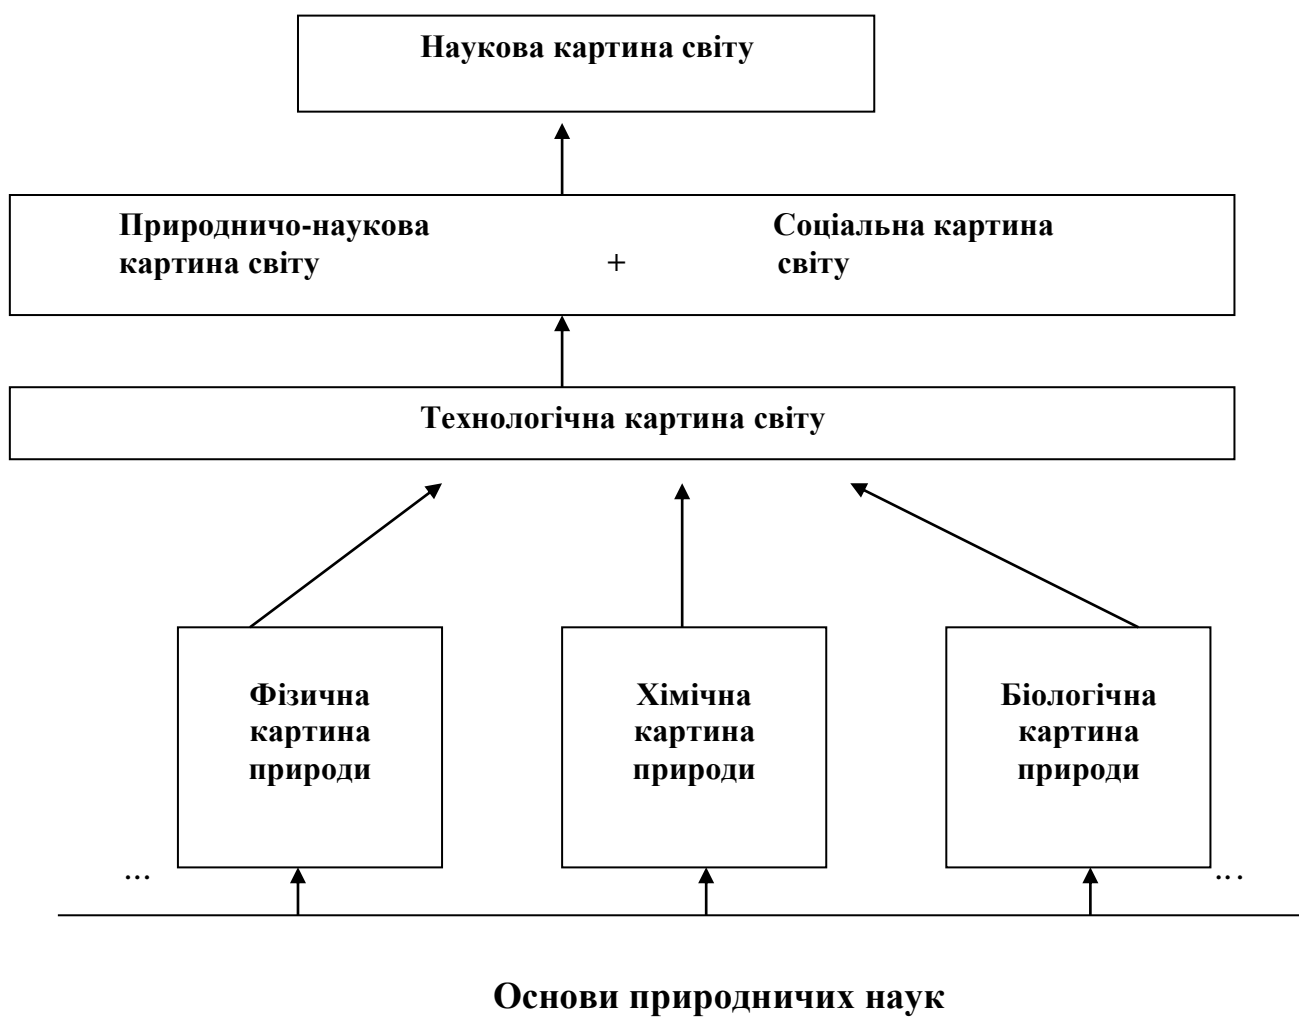 Наукова картина світу
Природничо-наукова
картина світу
+
Соціальна картина
світу
Технологічна картина світу
Фізична
картина
природи
Хімічна
картина
природи
Біологічна
картина
природи
...
...
Основи природничих наук